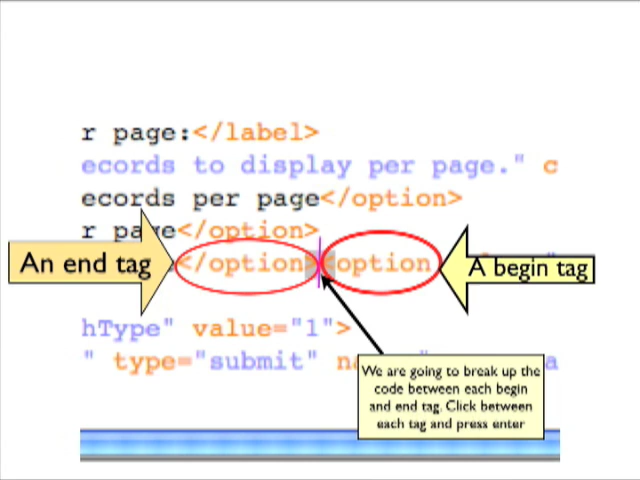 r page:</label>
ecords to display per page." c
ecords per page</option>
r page</option>
An end tag
</option><option
A begin tag
hType" value="1">
" type="submit"
We are going to break up the
code between each begin
and end tag. Click between
each tag and press enter